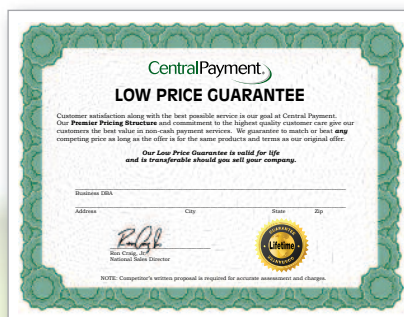 CentralPayment®
LOW PRICE GUARANTEE
Customer satisfaction along with the best possible service is our goal at Central Payment.
Our Premier Pricing Structure and commitment to the highest quality customer care give our
customers the best value in non-cash payment services. We guarantee to match or beat any
competing price as long as the offer is for the same products and terms as our original offer.
Our Low Price Guarantee is valid for life
and is transferable should you sell your company.
Business DBA
Address City State Zip
Ron Craig, Jr.
National Sales Director
GUARANTEE
Lifetime
GUARANTEE
NOTE: Competitor's written proposal is required for accurate assessment and charges.